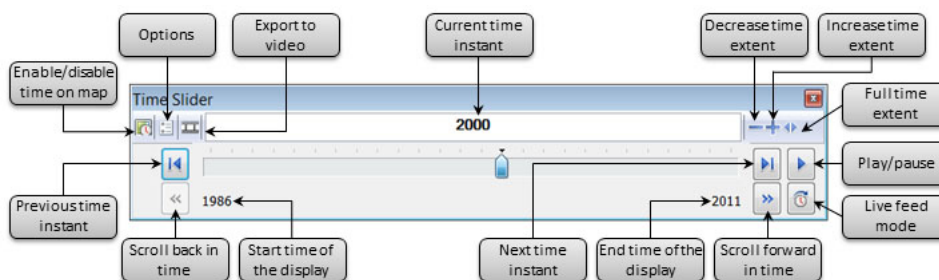 Options
Export to
video
Current time
instant
Decrease time
extent
Increase time
extent
Enable/disable
time on map
Time Slider
2000
Full time
extent
Play/pause
Previous time
instant
1986
2011
Live feed
mode
Scroll back in
time
Start time of
the display
Next time
instant
End time of the
display
Scroll forward
in time